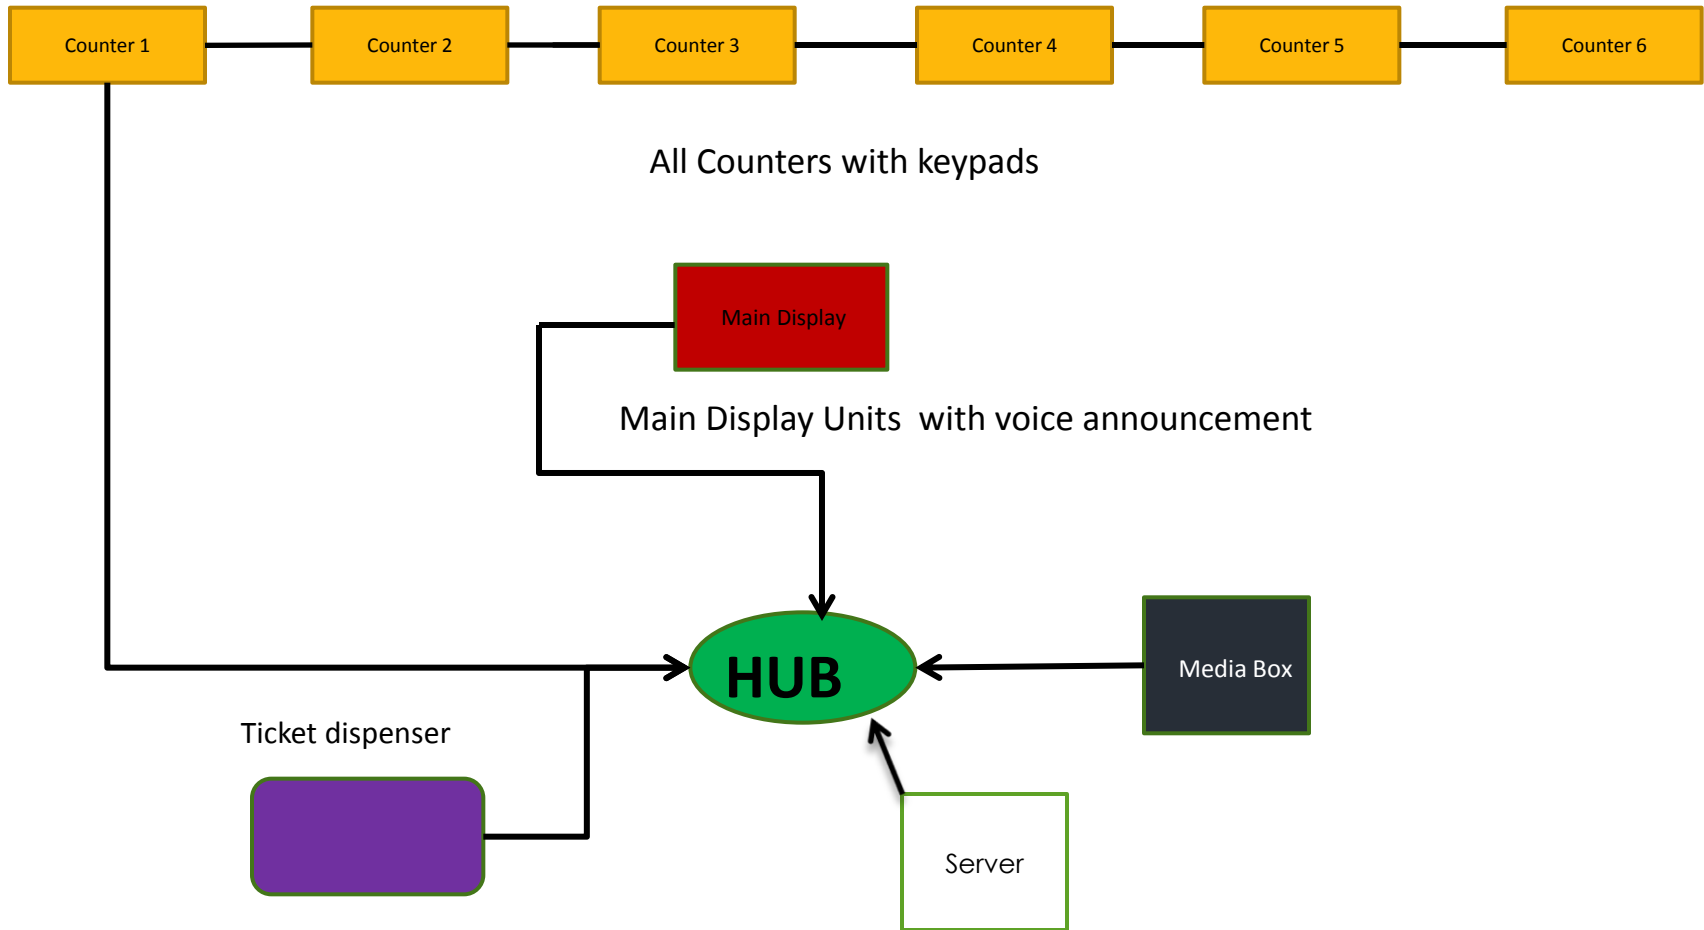 Counter 1
Counter 2
Counter 3
Counter 4
Counter 5
Counter 6
All Counters with keypads
Main Display
Main Display Units  with voice announcement
HUB
Media Box
Ticket dispenser
Server